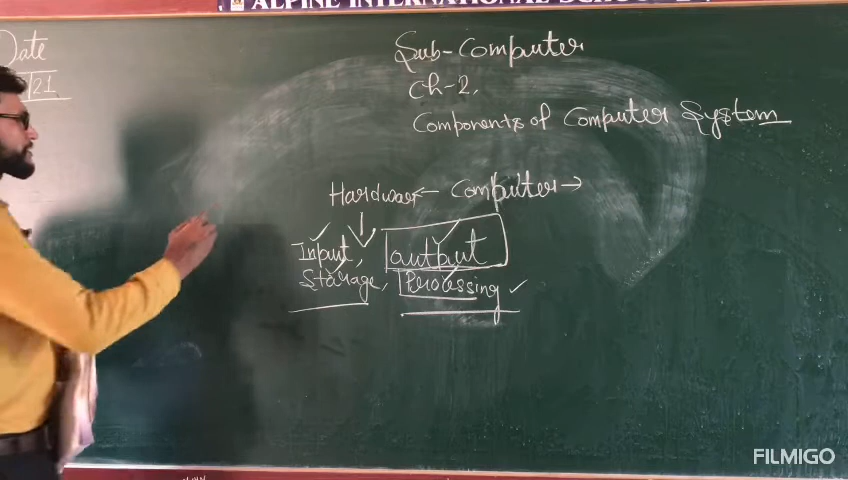 ALPINE INTERNATIONAL
Date
21
Sub-Computer
Ch-2,
Components of Computer System
Hardware ← Computer →
Input, output
Storage, Processing ✓
FILMIGO